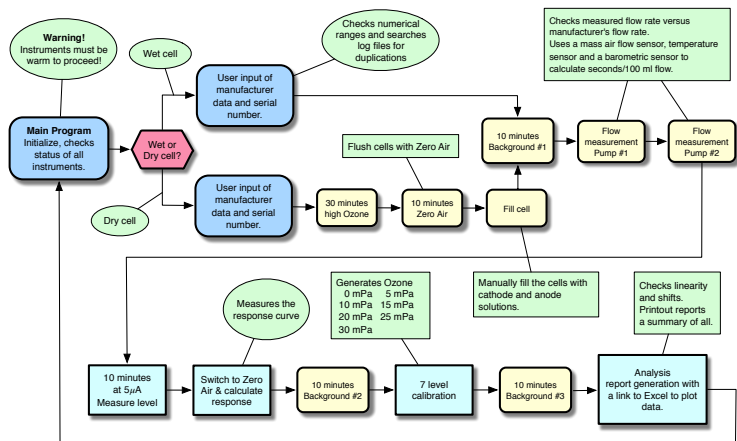 Warning!
Instruments must be
warm to proceed!
Wet cell
Checks numerical
ranges and searches
log files for
duplications
Checks measured flow rate versus
manufacturer's flow rate.
Uses a mass air flow sensor, temperature
sensor and a barometric sensor to
calculate seconds/100 ml flow.
User input of
manufacturer
data and serial
number.
Main Program
Initialize, checks
status of all
instruments.
Wet or
Dry cell?
10 minutes
Background #1
Flow
measurement
Pump #1
Flow
measurement
Pump #2
Flush cells with Zero Air
Dry cell
User input of
manufacturer
data and serial
number.
30 minutes
high Ozone
10 minutes
Zero Air
Fill cell
Manually fill the cells with
cathode and anode
solutions.
Measures the
response curve
Generates Ozone
0 mPa 5 mPa
10 mPa 15 mPa
20 mPa 25 mPa
30 mPa
Checks linearity
and shifts.
Printout reports
a summary of all.
10 minutes
at 5µA
Measure level
Switch to Zero
Air & calculate
response
10 minutes
Background #2
7 level
calibration
10 minutes
Background #3
Analysis
report generation with
a link to Excel to plot
data.